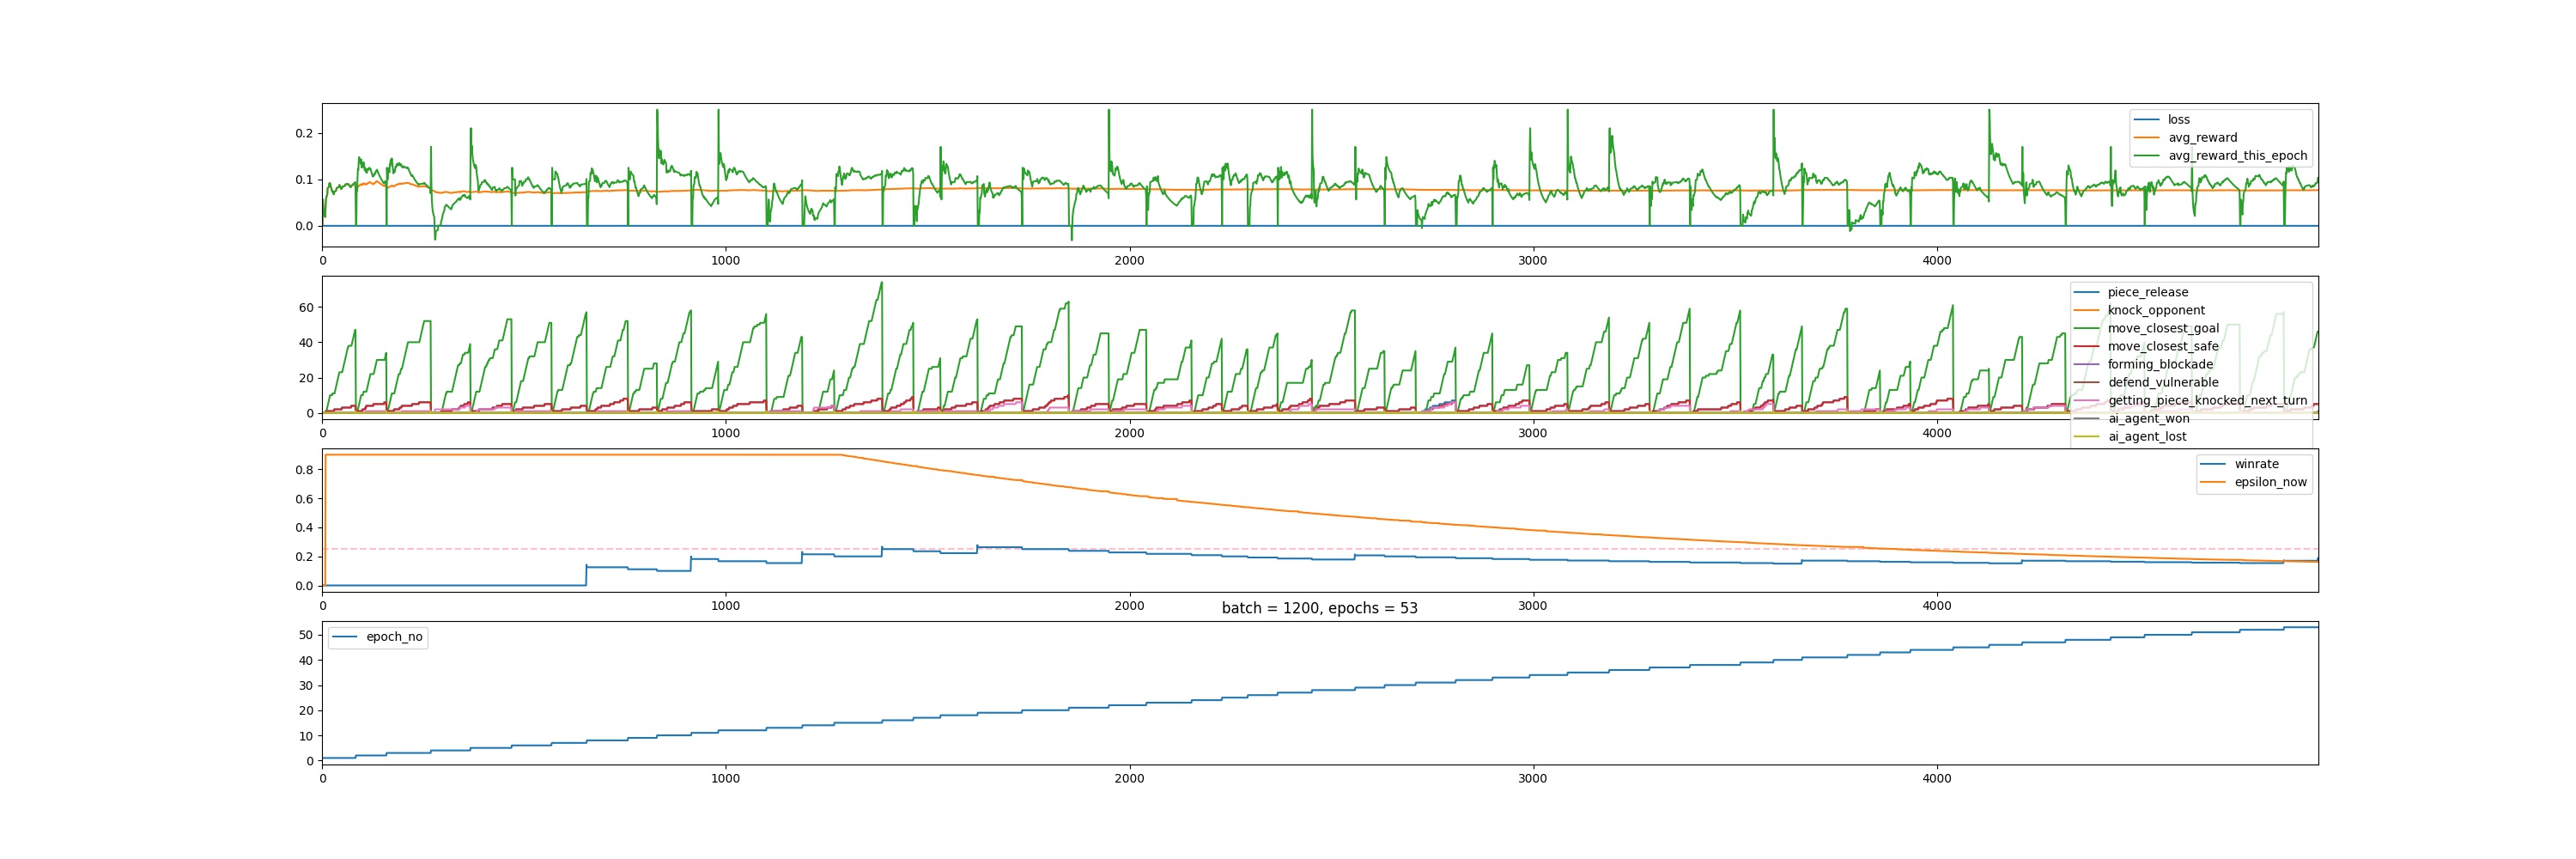 0.2
0.1
0.0
loss
avg_reward
avg_reward_this_epoch
0 1000 2000 3000 4000
60
40
20
0
piece_release
knock_opponent
move_closest_goal
move_closest_safe
forming_blockade
defend_vulnerable
getting_piece_knocked_next_turn
ai_agent_won
ai_agent_lost
0 1000 2000 3000 4000
0.8
0.6
0.4
0.2
0.0
winrate
epsilon_now
0 1000 2000 3000 4000
batch = 1200, epochs = 53
50
40
30
20
10
0
epoch_no
0 1000 2000 3000 4000